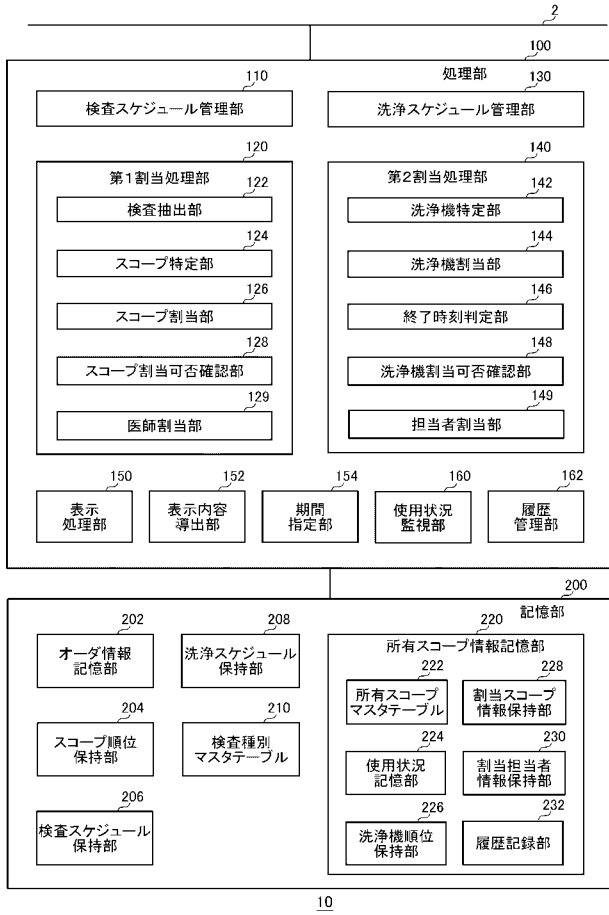 2
100
処理部
110
検査スケジュール管理部
130
洗浄スケジュール管理部
120
第1割当処理部
122
検査抽出部
124
スコープ特定部
126
スコープ割当部
128
スコープ割当可否確認部
129
医師割当部
140
第2割当処理部
142
洗浄機特定部
144
洗浄機割当部
146
終了時刻判定部
148
洗浄機割当可否確認部
149
担当者割当部
150
表示
処理部
152
表示内容
導出部
154
期間
指定部
160
使用状況
監視部
162
履歴
管理部
200
記憶部
202
オーダ情報
記憶部
208
洗浄スケジュール
保持部
204
スコープ順位
保持部
210
検査種別
マスタテーブル
206
検査スケジュール
保持部
220
所有スコープ情報記憶部
222
所有スコープ
マスタテーブル
228
割当スコープ
情報保持部
224
使用状況
記憶部
230
割当担当者
情報保持部
226
洗浄機順位
保持部
232
履歴記録部
10